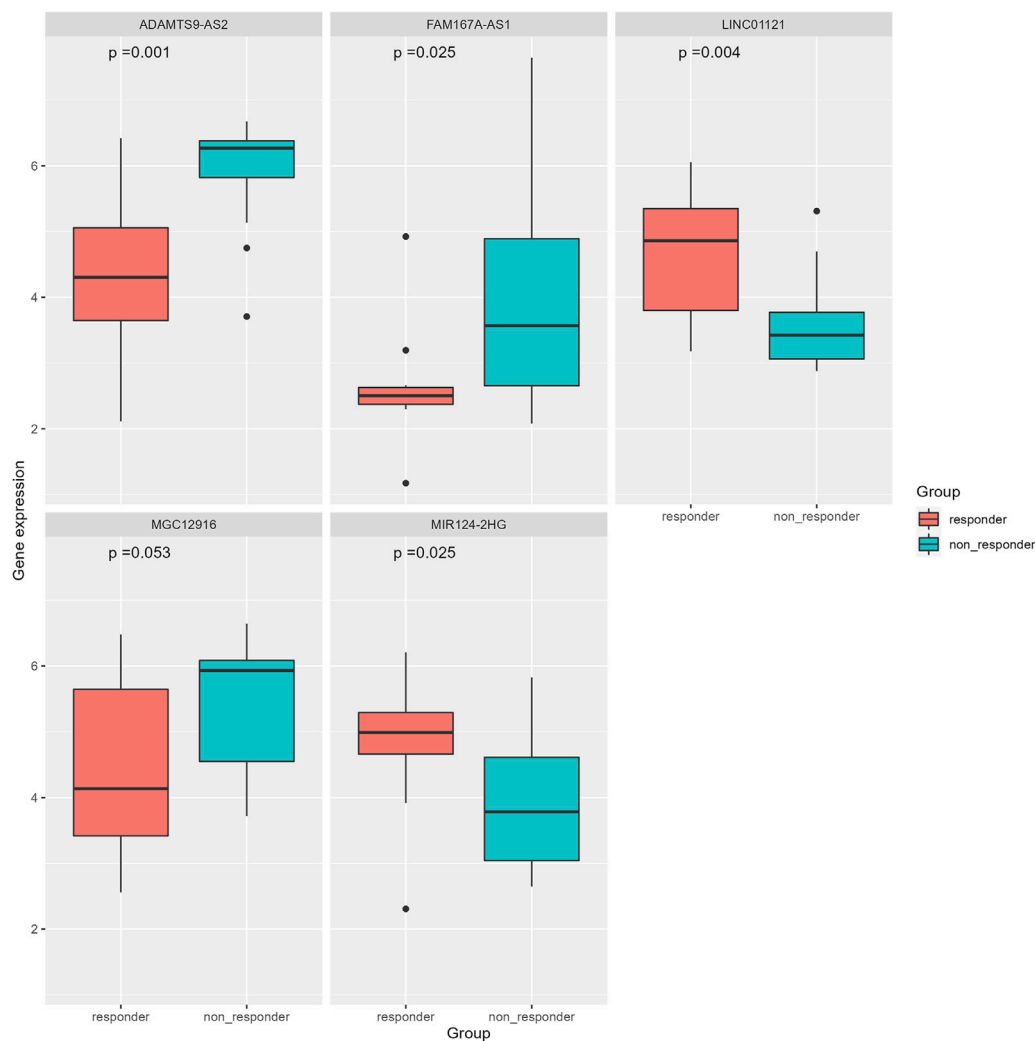 ADAMTS9-AS2
FAM167A-AS1
LINC01121
p =0.001
p =0.025
p =0.004
6
4
2
responder
non_responder
Group
responder
non_responder
Gene expression
MGC12916
MIR124-2HG
p =0.053
p =0.025
6
4
2
responder
non_responder
responder
non_responder
Group